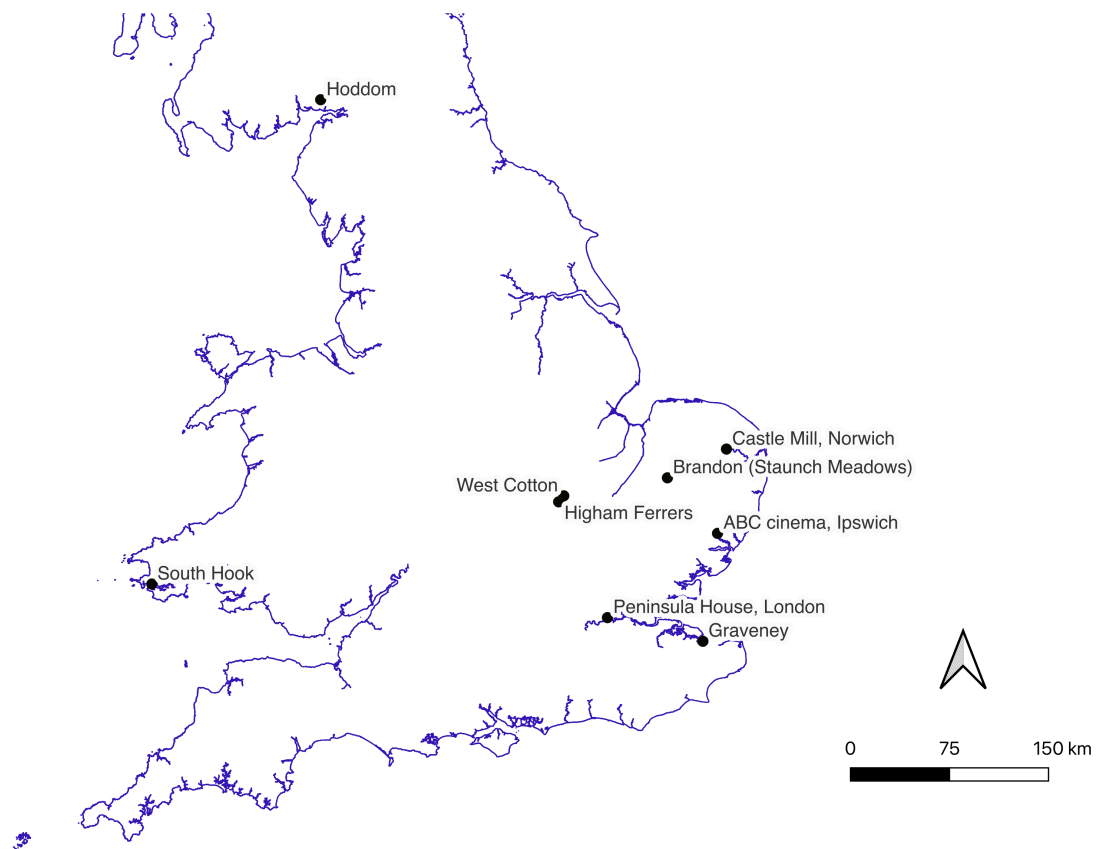 Hoddom
Castle Mill, Norwich
Brandon (Staunch Meadows)
West Cotton
Higham Ferrers
ABC cinema, Ipswich
South Hook
Peninsula House, London
Graveney
0 75 150 km